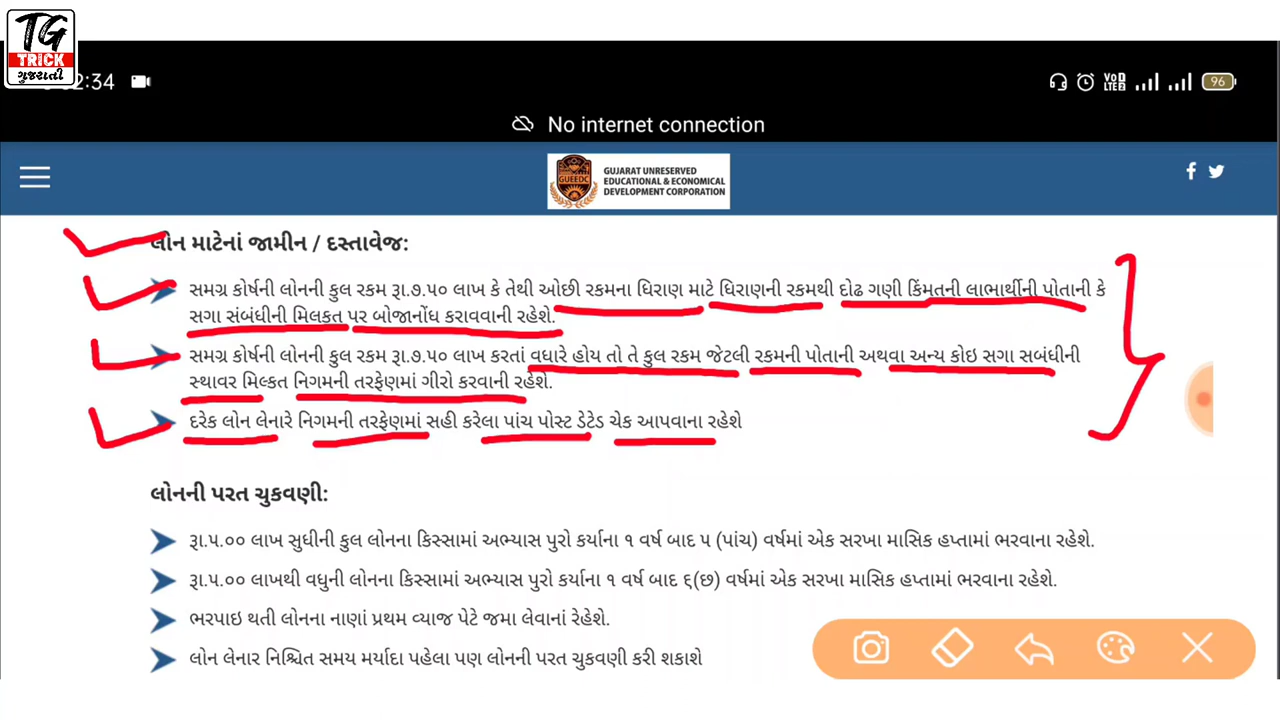 TG
TRICK
ગુજરાતી
2:34
VoD
LTE2
96
No internet connection
GUEEDC
GUJARAT UNRESERVED
EDUCATIONAL & ECONOMICAL
DEVELOPMENT CORPORATION
લોન માટેનાં જામીન / દસ્તાવેજ:
સમગ્ર કોર્ષની લોનની કુલ રકમ રૂા.૭.૫૦ લાખ કે તેથી ઓછી રકમના ધિરાણ માટે ધિરાણની રકમથી દોઢ ગણી કિંમતની લાભાર્થીની પોતાની કે
સગા સંબંધીની મિલકત પર બોજાનોંધ કરાવવાની રહેશે.
સમગ્ર કોર્ષની લોનની કુલ રકમ રૂા.૭.૫૦ લાખ કરતાં વધારે હોય તો તે કુલ રકમ જેટલી રકમની પોતાની અથવા અન્ય કોઇ સગા સબંધીની
સ્થાવર મિલ્કત નિગમની તરફેણમાં ગીરો કરવાની રહેશે.
દરેક લોન લેનારે નિગમની તરફેણમાં સહી કરેલા પાંચ પોસ્ટ ડેટેડ ચેક આપવાના રહેશે
લોનની પરત ચુકવણી:
રૂા.૫.૦૦ લાખ સુધીની કુલ લોનના કિસ્સામાં અભ્યાસ પુરો કર્યાના ૧ વર્ષ બાદ ૫ (પાંચ) વર્ષમાં એક સરખા માસિક હપ્તામાં ભરવાના રહેશે.
રૂા.૫.૦૦ લાખથી વધુની લોનના કિસ્સામાં અભ્યાસ પુરો કર્યાના ૧ વર્ષ બાદ ૬(છ) વર્ષમાં એક સરખા માસિક હપ્તામાં ભરવાના રહેશે.
ભરપાઇ થતી લોનના નાણાં પ્રથમ વ્યાજ પેટે જમા લેવાનાં રેહેશે.
લોન લેનાર નિશ્ચિત સમય મર્યાદા પહેલા પણ લોનની પરત ચુકવણી કરી શકાશે